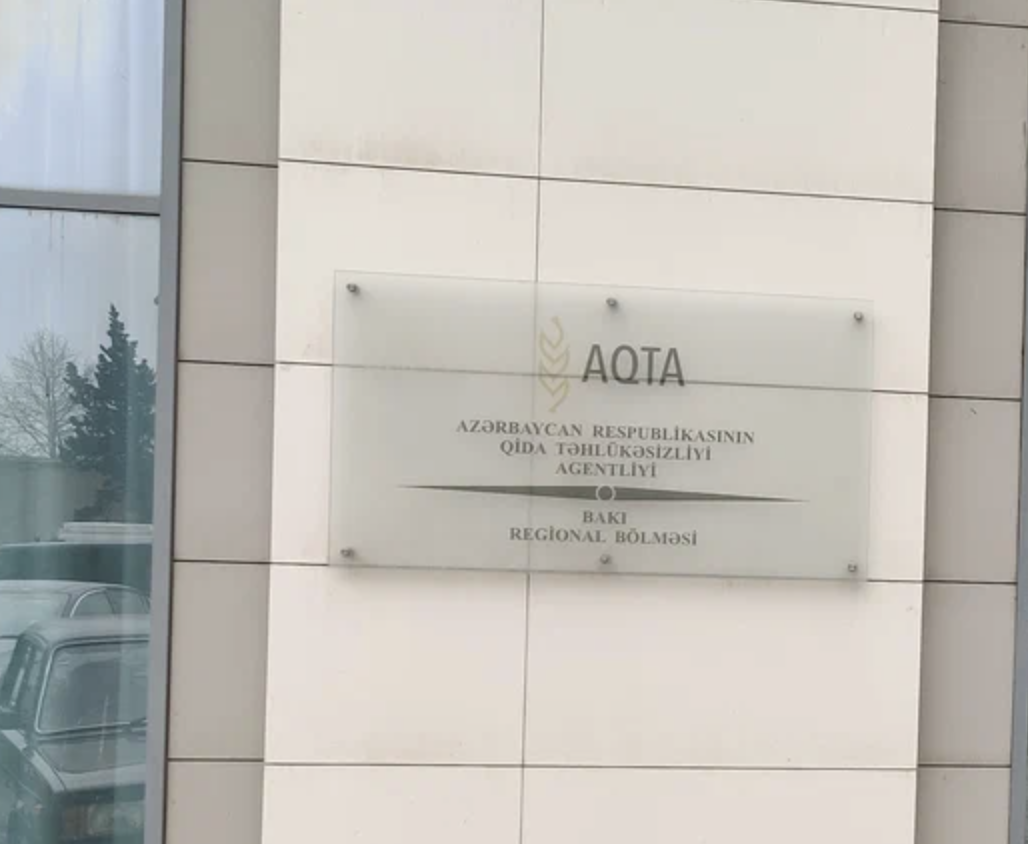 AQTA
AZƏRBAYCAN RESPUBLİKASININ
QİDA TƏHLÜKƏSİZLİYİ
AGENTLİYİ
BAKI
REGİONAL BÖLMƏSİ